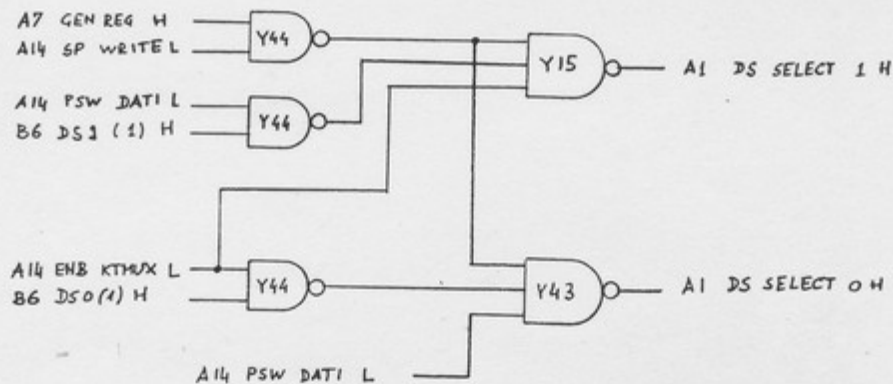 A7 GEN REG H
A14 SP WRITE L
Y44
Y15
A1 DS SELECT 1 H
A14 PSW DATI L
B6 DS1 (1) H
Y44
A14 ENB KTMUX L
B6 DS0(1) H
Y44
Y43
A1 DS SELECT 0 H
A14 PSW DATI L